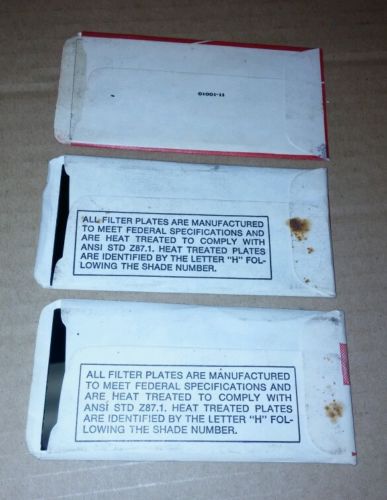 01001-11
ALL FILTER PLATES ARE MANUFACTURED
TO MEET FEDERAL SPECIFICATIONS AND
ARE HEAT TREATED TO COMPLY WITH
ANSI STD Z87.1. HEAT TREATED PLATES
ARE IDENTIFIED BY THE LETTER "H" FOL-
LOWING THE SHADE NUMBER.
ALL FILTER PLATES ARE MANUFACTURED
TO MEET FEDERAL SPECIFICATIONS AND
ARE HEAT TREATED TO COMPLY WITH
ANSI STD Z87.1. HEAT TREATED PLATES
ARE IDENTIFIED BY THE LETTER "H" FOL-
LOWING THE SHADE NUMBER.